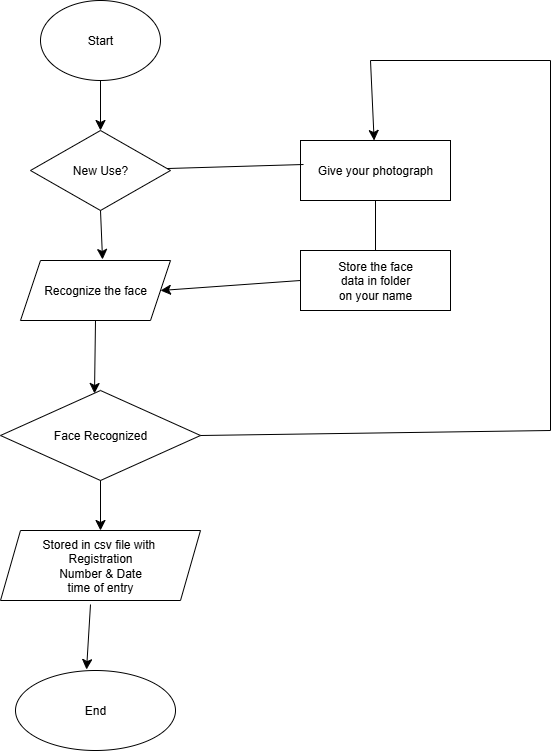 Start
New Use?
Give your photograph
Recognize the face
Store the face
data in folder
on your name
Face Recognized
Stored in csv file with
Registration
Number & Date
time of entry
End